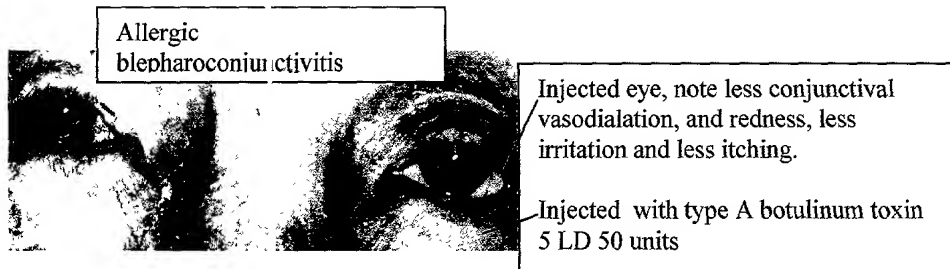 Allergic
blepharoconjunctivitis
Injected eye, note less conjunctival
vasodialation, and redness, less
irritation and less itching.
Injected with type A botulinum toxin
5 LD 50 units